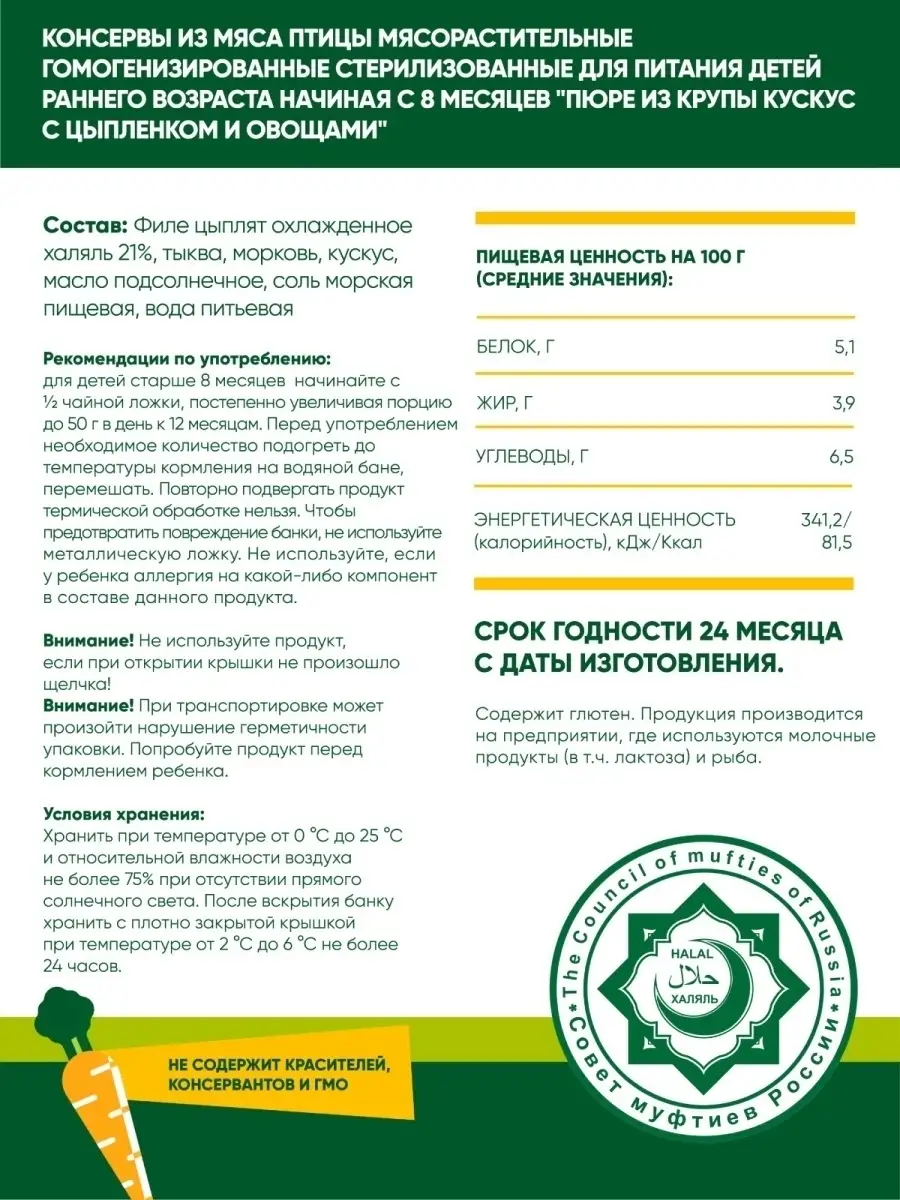 КОНСЕРВЫ ИЗ МЯСА ПТИЦЫ МЯСОРАСТИТЕЛЬНЫЕ
ГОМОГЕНИЗИРОВАННЫЕ СТЕРИЛИЗОВАННЫЕ ДЛЯ ПИТАНИЯ ДЕТЕЙ
РАННЕГО ВОЗРАСТА НАЧИНАЯ С 8 МЕСЯЦЕВ "ПЮРЕ ИЗ КРУПЫ КУСКУС
С ЦЫПЛЕНКОМ И ОВОЩАМИ"
Состав: Филе цыплят охлажденное
халяль 21%, тыква, морковь, кускус,
масло подсолнечное, соль морская
пищевая, вода питьевая
Рекомендации по употреблению:
для детей старше 8 месяцев начинайте с
½ чайной ложки, постепенно увеличивая порцию
до 50 г в день к 12 месяцам. Перед употреблением
необходимое количество подогреть до
температуры кормления на водяной бане,
перемешать. Повторно подвергать продукт
термической обработке нельзя. Чтобы
предотвратить повреждение банки, не используйте
металлическую ложку. Не используйте, если
у ребенка аллергия на какой-либо компонент
в составе данного продукта.
Внимание! Не используйте продукт,
если при открытии крышки не произошло
щелчка!
Внимание! При транспортировке может
произойти нарушение герметичности
упаковки. Попробуйте продукт перед
кормлением ребенка.
Условия хранения:
Хранить при температуре от 0 °С до 25 °С
и относительной влажности воздуха
не более 75% при отсутствии прямого
солнечного света. После вскрытия банку
хранить с плотно закрытой крышкой
при температуре от 2 °С до 6 °С не более
24 часов.
ПИЩЕВАЯ ЦЕННОСТЬ НА 100 Г
(СРЕДНИЕ ЗНАЧЕНИЯ):
БЕЛОК, Г 5,1
ЖИР, Г 3,9
УГЛЕВОДЫ, Г 6,5
ЭНЕРГЕТИЧЕСКАЯ ЦЕННОСТЬ 341,2/
(калорийность), кДж/Ккал 81,5
СРОК ГОДНОСТИ 24 МЕСЯЦА
С ДАТЫ ИЗГОТОВЛЕНИЯ.
Содержит глютен. Продукция производится
на предприятии, где используются молочные
продукты (в т.ч. лактоза) и рыба.
The Council of mufties of Russia
HALAL
حلال
ХАЛЯЛЬ
Совет муфтиев России
НЕ СОДЕРЖИТ КРАСИТЕЛЕЙ,
КОНСЕРВАНТОВ И ГМО